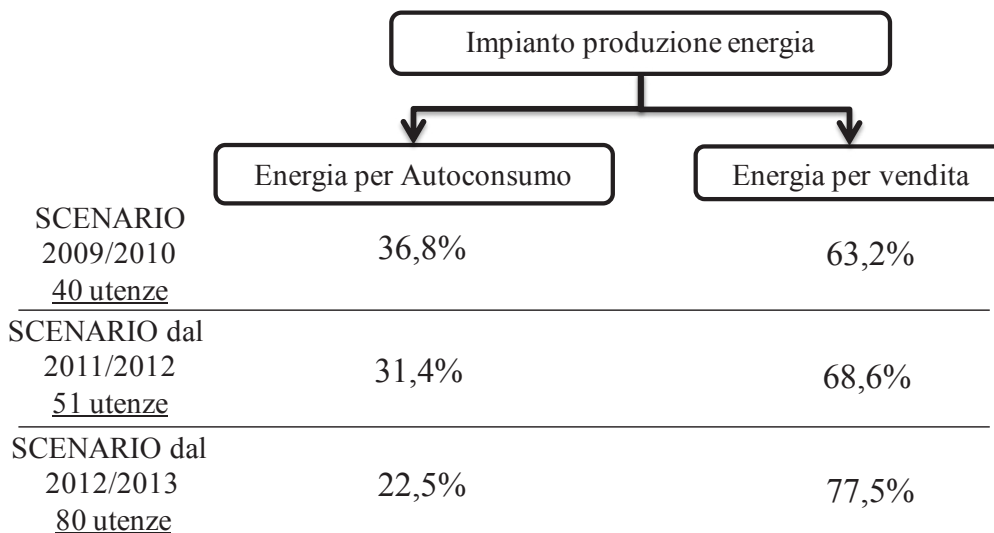 Impianto produzione energia
Energia per Autoconsumo
Energia per vendita
SCENARIO
2009/2010
40 utenze
36,8%
63,2%
SCENARIO dal
2011/2012
51 utenze
31,4%
68,6%
SCENARIO dal
2012/2013
80 utenze
22,5%
77,5%